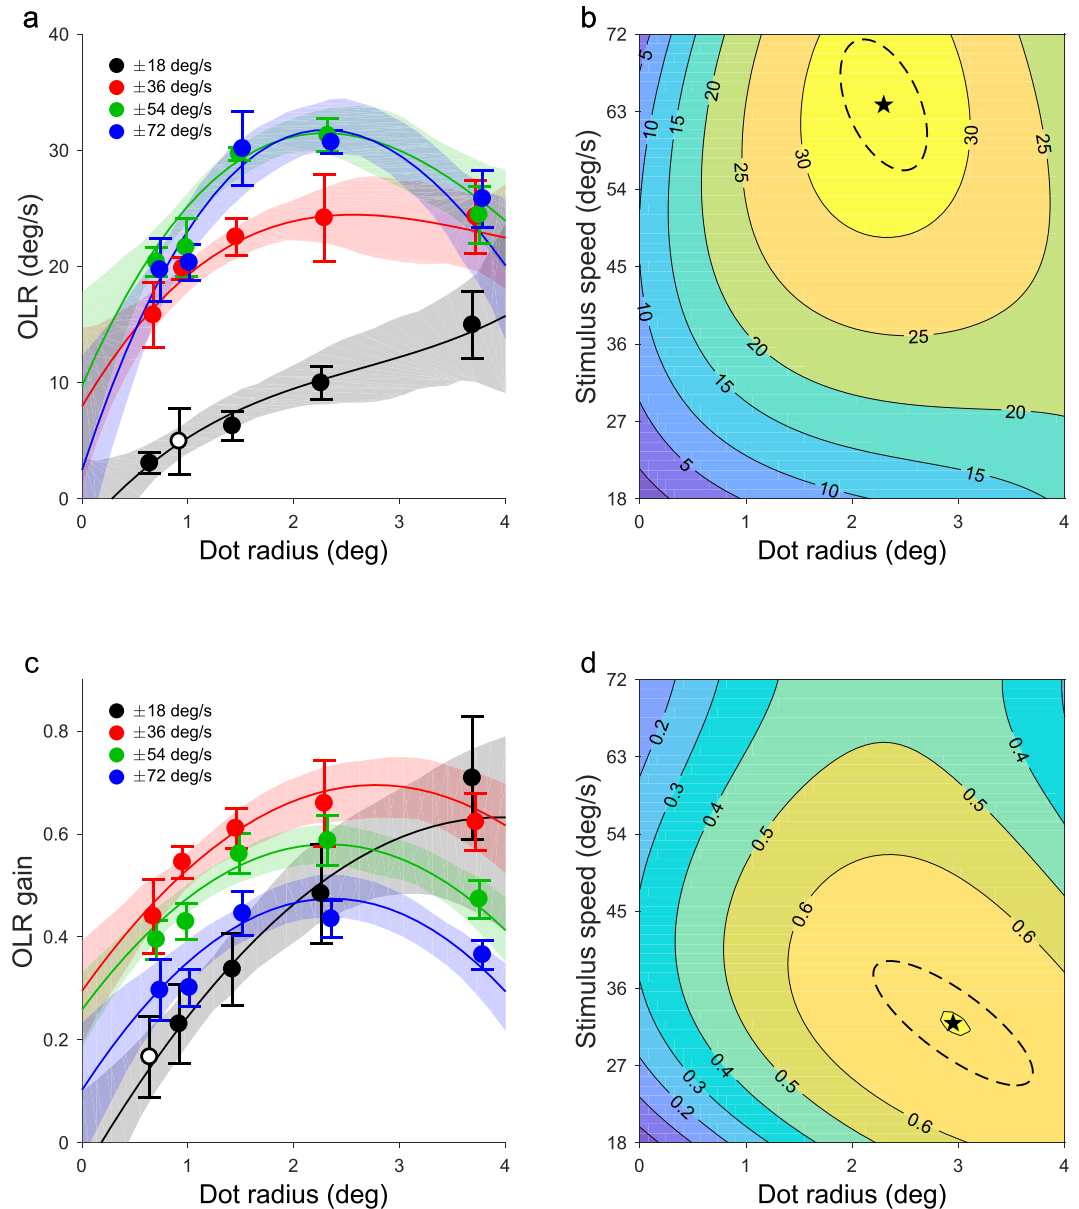 a
OLR (deg/s)
40
30
20
10
0
±18 deg/s
±36 deg/s
±54 deg/s
±72 deg/s
0 1 2 3 4
Dot radius (deg)
b
Stimulus speed (deg/s)
72
63
54
45
36
27
18
5
10
15
20
25
30
30
25
10
15
20
25
20
15
5
10
0 1 2 3 4
Dot radius (deg)
c
OLR gain
0.8
0.6
0.4
0.2
0
±18 deg/s
±36 deg/s
±54 deg/s
±72 deg/s
0 1 2 3 4
Dot radius (deg)
d
Stimulus speed (deg/s)
72
63
54
45
36
27
18
0.2
0.3
0.4
0.4
0.5
0.5
0.6
0.6
0.4
0.3
0.5
0.2
0.6
0 1 2 3 4
Dot radius (deg)